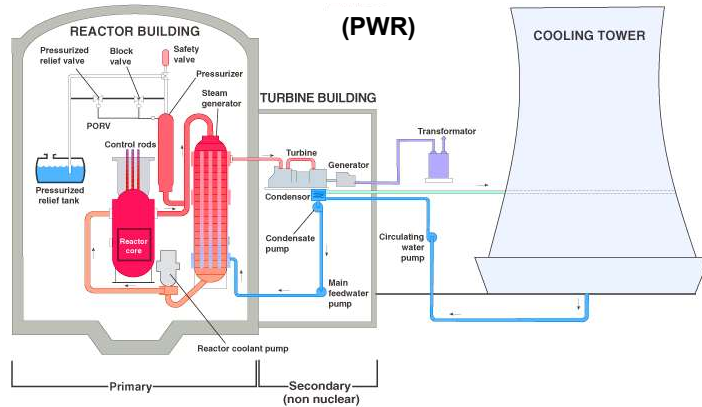 (PWR)
REACTOR BUILDING
COOLING TOWER
Pressurized
relief valve
Block
valve
Safety
valve
Pressurizer
Steam
generator
TURBINE BUILDING
PORV
Control rods
Turbine
Transformator
Generator
Pressurized
relief tank
Condensor
Reactor
core
Condensate
pump
Circulating
water
pump
Main
feedwater
pump
Reactor coolant pump
Primary
Secondary
(non nuclear)